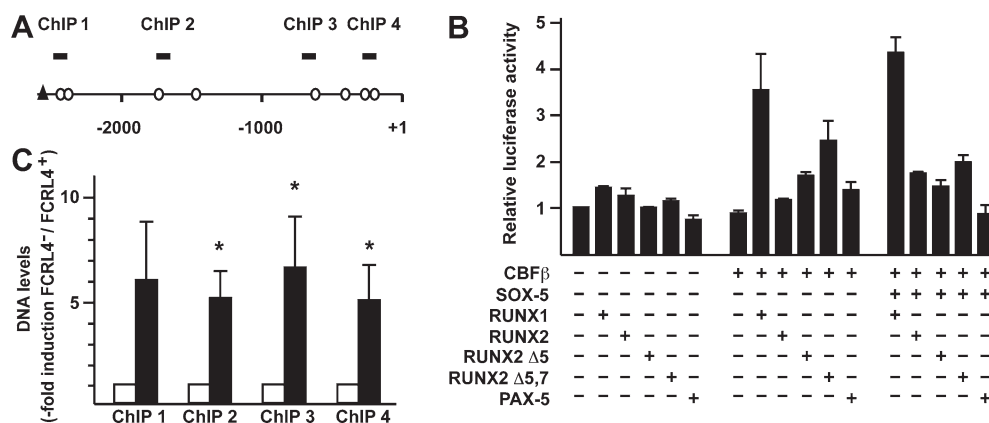 A
ChIP 1
ChIP 2
ChIP 3
ChIP 4
-2000
-1000
+1
B
Relative luciferase activity
5
4
3
2
1
CBFβ – – – – – – + + + + + + + + + + +
SOX-5 – – – – – – – – – – – – + + + + +
RUNX1 – + – – – – – + – – – – + – – – –
RUNX2 – – + – – – – – + – – – – + – – –
RUNX2 Δ5 – – – + – – – – – + – – – – + – –
RUNX2 Δ5,7 – – – – + – – – – – + – – – – + –
PAX-5 – – – – – + – – – – – + – – – – +
C
DNA levels
(-fold induction FCRL4-/ FCRL4+)
10
5
*
*
*
ChIP 1
ChIP 2
ChIP 3
ChIP 4